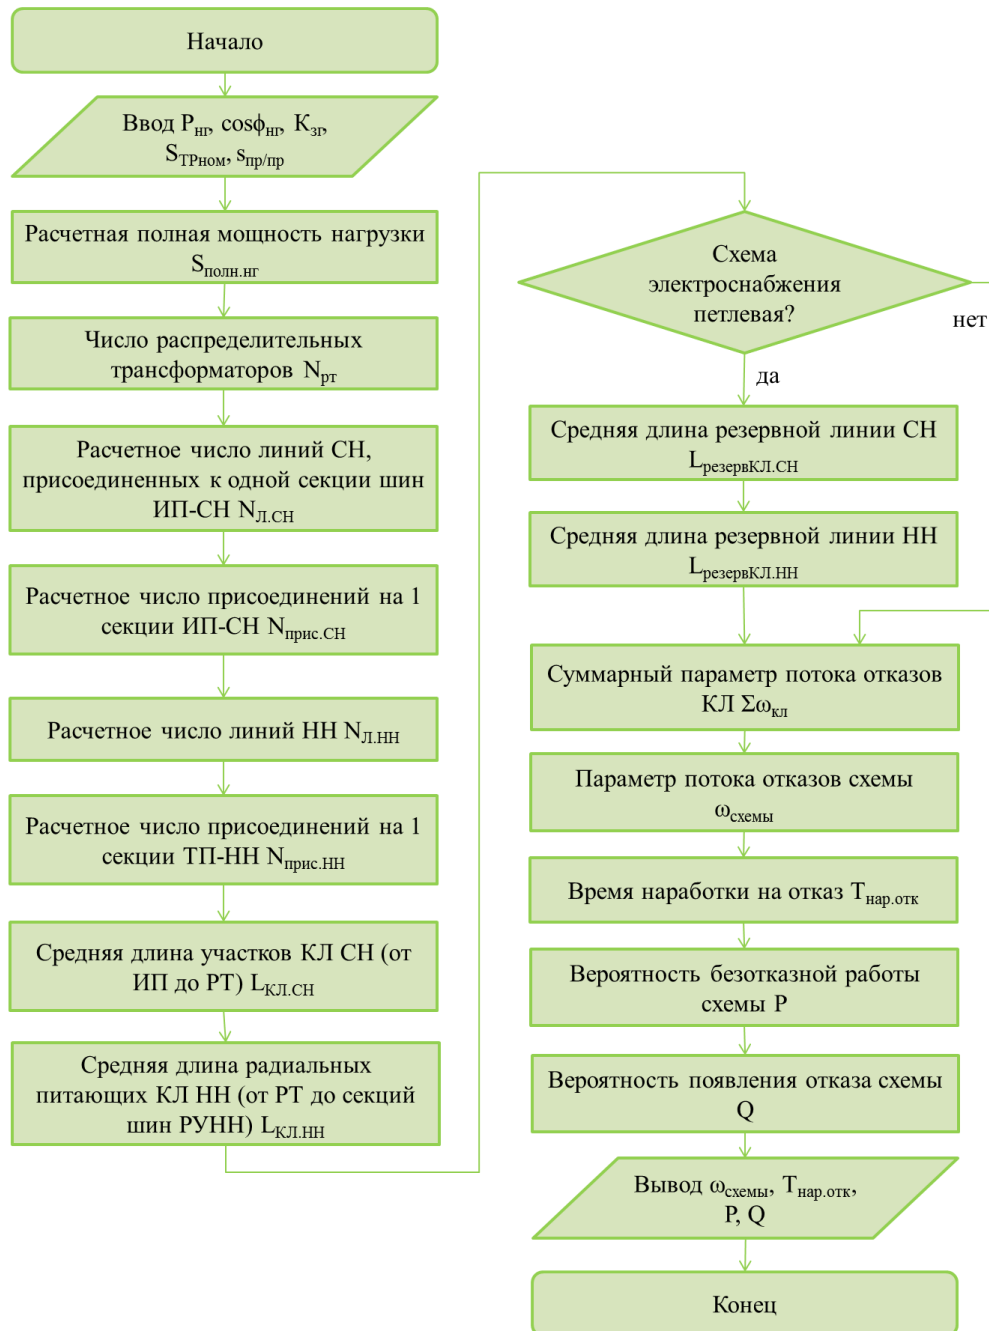 Начало
Ввод Pнг, cosϕнг, Kзг,
SТРном, sпр/пр
Расчетная полная мощность нагрузки
Sполн.нг
Число распределительных
трансформаторов Nрт
Расчетное число линий СН,
присоединенных к одной секции шин
ИП-СН NЛ.СН
Расчетное число присоединений на 1
секции ИП-СН Nприс.СН
Расчетное число линий НН NЛ.НН
Расчетное число присоединений на 1
секции ТП-НН Nприс.НН
Средняя длина участков КЛ СН (от
ИП до РТ) LКЛ.СН
Средняя длина радиальных
питающих КЛ НН (от РТ до секций
шин РУНН) LКЛ.НН
Схема
электроснабжения
петлевая?
нет
да
Средняя длина резервной линии СН
LрезервКЛ.СН
Средняя длина резервной линии НН
LрезервКЛ.НН
Суммарный параметр потока отказов
КЛ Σωкл
Параметр потока отказов схемы
ωсхемы
Время наработки на отказ Tнар.отк
Вероятность безотказной работы
схемы P
Вероятность появления отказа схемы
Q
Вывод ωсхемы, Tнар.отк,
P, Q
Конец